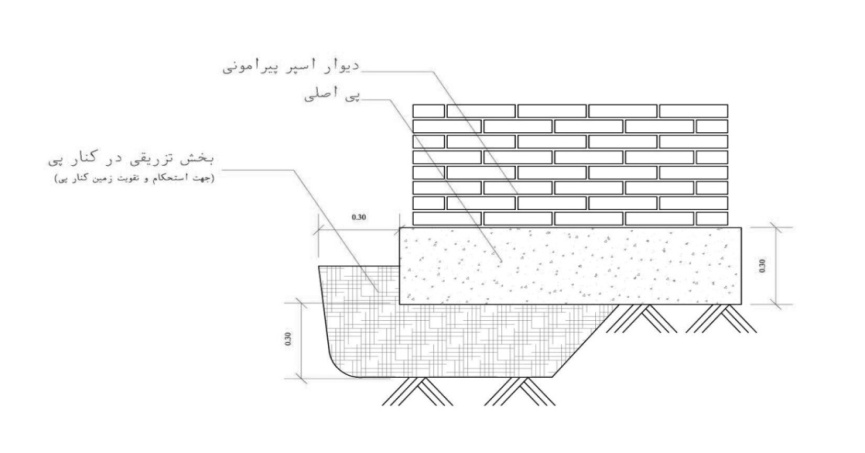 دیوار اسپر پیرامونی
پی اصلی
بخش تزریقی در کنار پی
(جهت استحکام و تقویت زمین کنار پی)
0.30
0.30
0.30